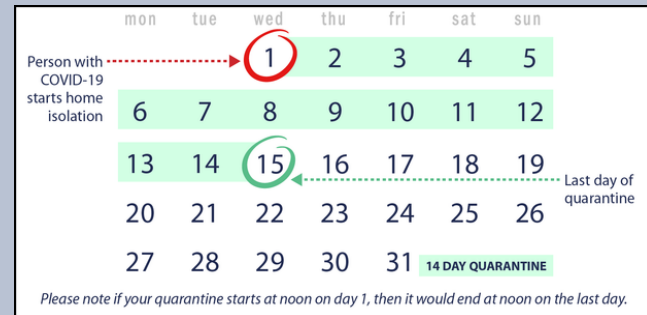 mon tue wed thu fri sat sun
Person with
COVID-19
starts home
isolation
1 2 3 4 5
6 7 8 9 10 11 12
13 14 15 16 17 18 19
Last day of
quarantine
20 21 22 23 24 25 26
27 28 29 30 31 14 DAY QUARANTINE
Please note if your quarantine starts at noon on day 1, then it would end at noon on the last day.